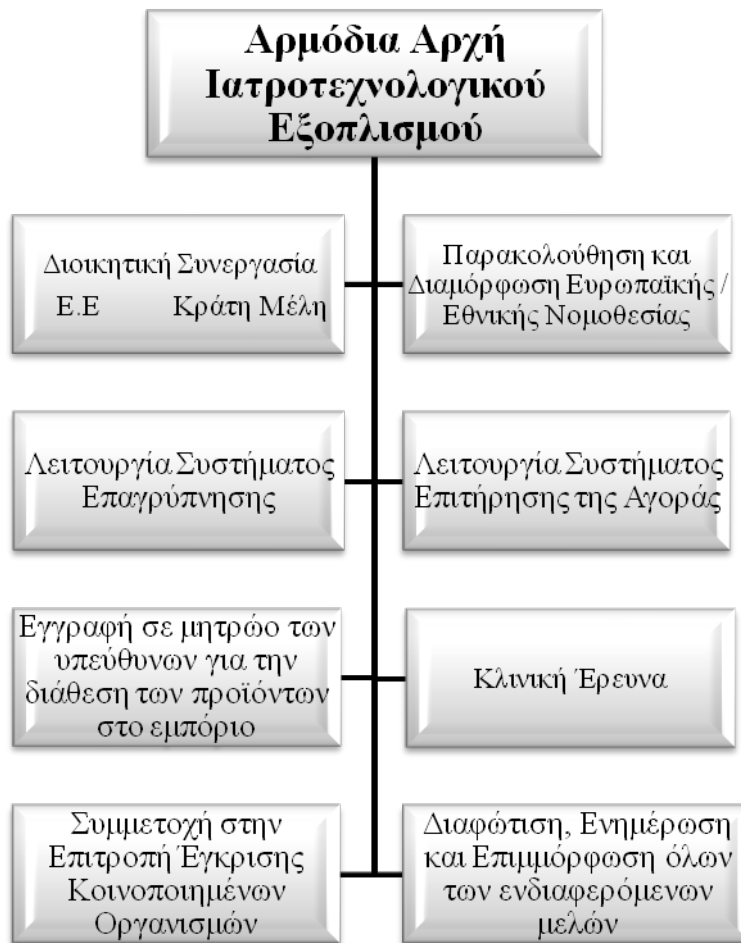 Αρμόδια Αρχή
Ιατροτεχνολογικού
Εξοπλισμού
Διοικητική Συνεργασία
Ε.Ε Κράτη Μέλη
Παρακολούθηση και
Διαμόρφωση Ευρωπαϊκής /
Εθνικής Νομοθεσίας
Λειτουργία Συστήματος
Επαγρύπνησης
Λειτουργία Συστήματος
Επιτήρησης της Αγοράς
Εγγραφή σε μητρώο των
υπεύθυνων για την
διάθεση των προϊόντων
στο εμπόριο
Κλινική Έρευνα
Συμμετοχή στην
Επιτροπή Έγκρισης
Κοινοποιημένων
Οργανισμών
Διαφώτιση, Ενημέρωση
και Επιμμόρφωση όλων
των ενδιαφερόμενων
μελών